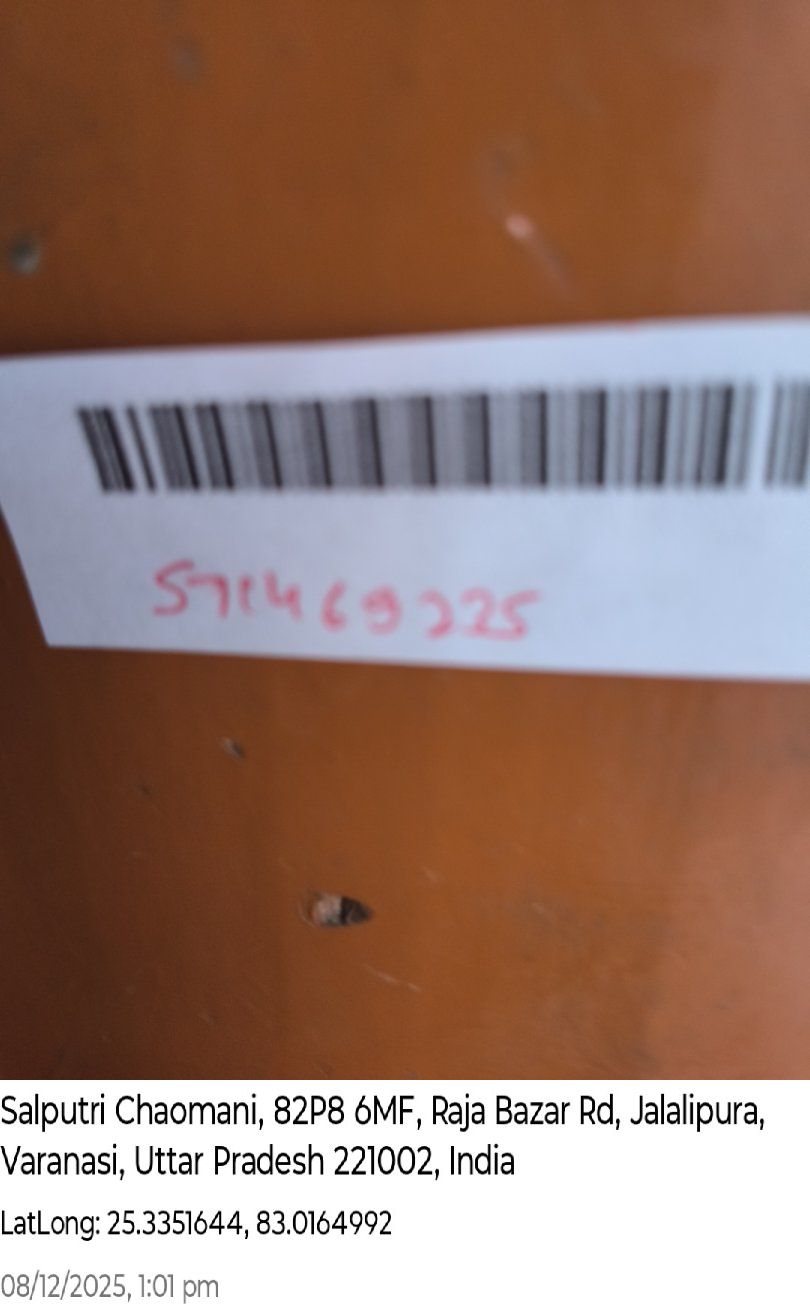 571469225
Salputri Chaomani, 82P8 6MF, Raja Bazar Rd, Jalalipura,
Varanasi, Uttar Pradesh 221002, India
LatLong: 25.3351644, 83.0164992
08/12/2025, 1:01 pm